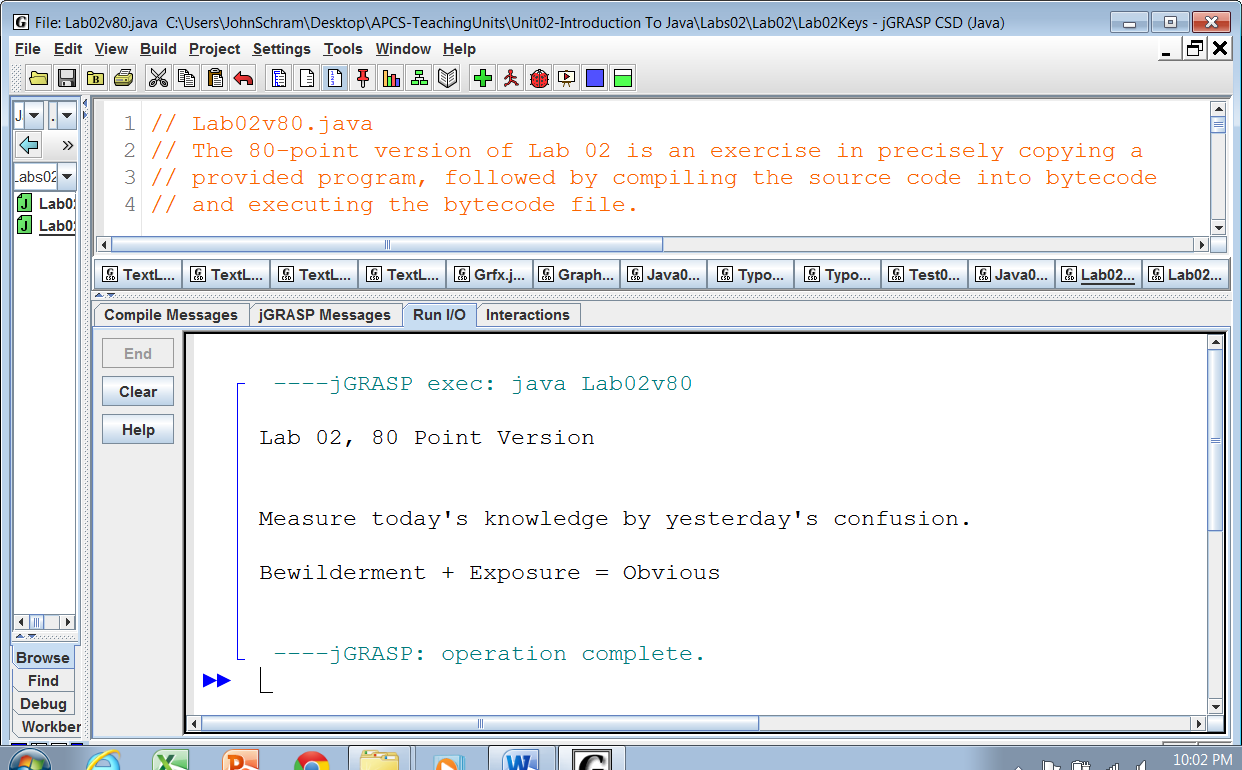 File: Lab02v80.java C:\Users\JohnSchram\Desktop\APCS-TeachingUnits\Unit02-Introduction To Java\Labs02\Lab02\Lab02Keys - jGRASP CSD (Java)
File Edit View Build Project Settings Tools Window Help
1 // Lab02v80.java
2 // The 80-point version of Lab 02 is an exercise in precisely copying a
3 // provided program, followed by compiling the source code into bytecode
4 // and executing the bytecode file.
J .
»
Labs02
Lab02
Lab02
TextL... TextL... TextL... TextL... Grfx.j... Graph... Java0... Typo... Typo... Test0... Java0... Lab02... Lab02...
Compile Messages jGRASP Messages Run I/O Interactions
End
Clear
Help
----jGRASP exec: java Lab02v80
Lab 02, 80 Point Version
Measure today's knowledge by yesterday's confusion.
Bewilderment + Exposure = Obvious
----jGRASP: operation complete.
Browse
Find
Debug
Workben
10:02 PM